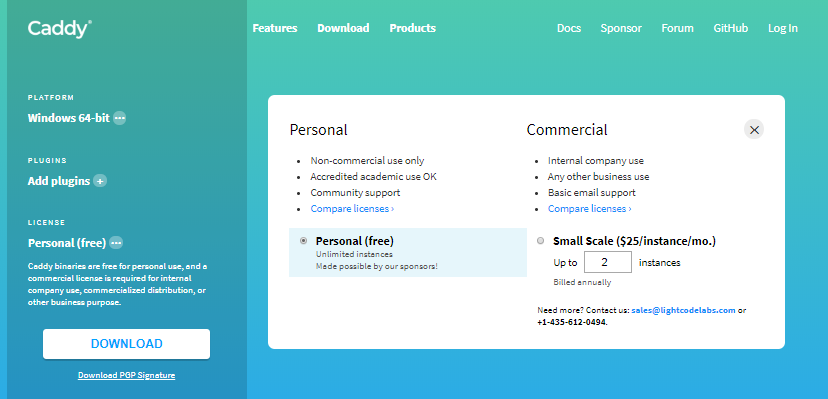 Caddy®
Features Download Products
Docs Sponsor Forum GitHub Log In
PLATFORM
Windows 64-bit
PLUGINS
Add plugins +
LICENSE
Personal (free)
Caddy binaries are free for personal use, and a
commercial license is required for internal
company use, commercialized distribution, or
other business purpose.
DOWNLOAD
Download PGP Signature
Personal
• Non-commercial use only
• Accredited academic use OK
• Community support
• Compare licenses ›
Personal (free)
Unlimited instances
Made possible by our sponsors!
Commercial
• Internal company use
• Any other business use
• Basic email support
• Compare licenses ›
Small Scale ($25/instance/mo.)
Up to 2 instances
Billed annually
Need more? Contact us: sales@lightcodelabs.com or
+1-435-612-0494.